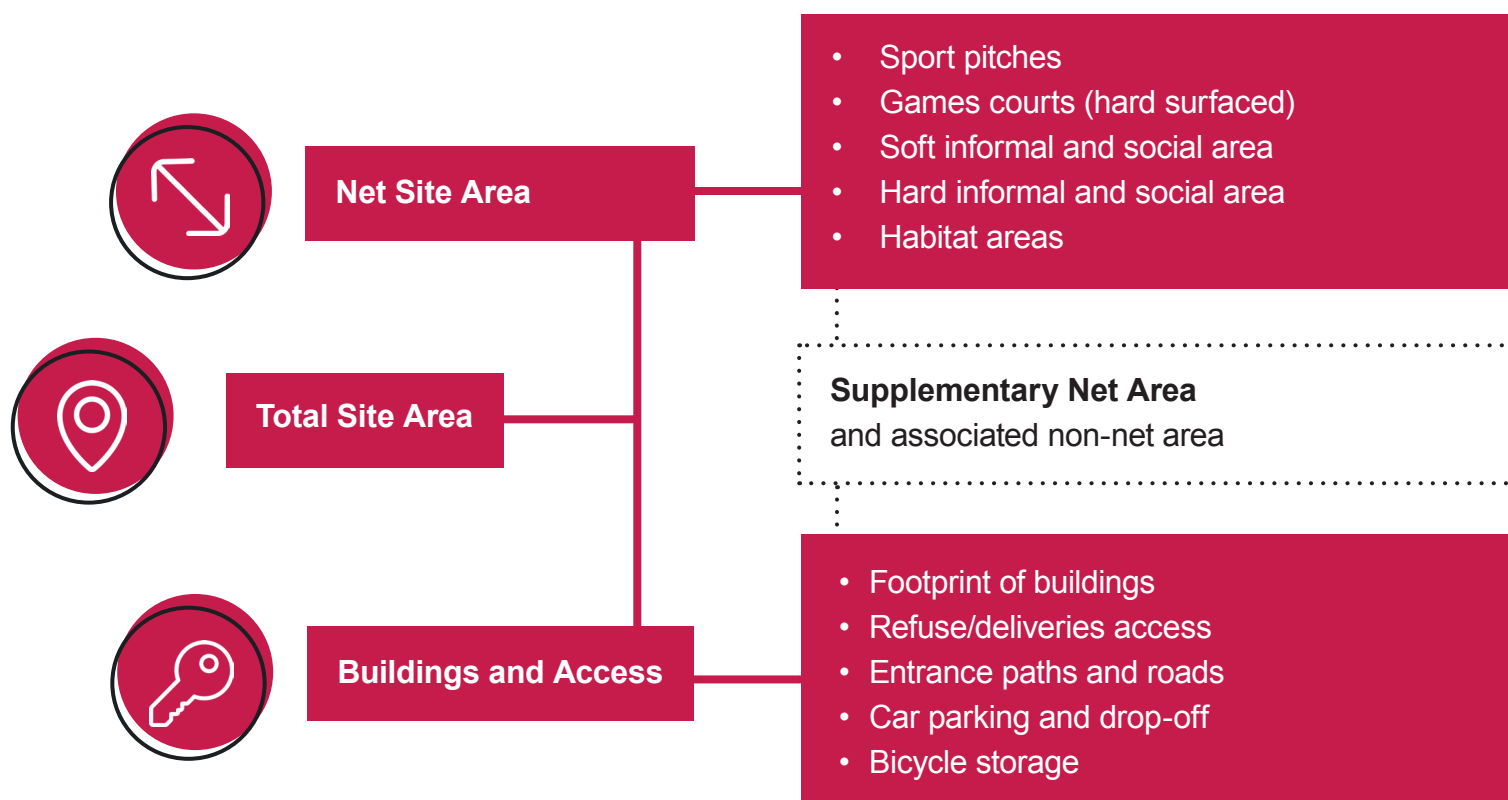 Net Site Area
• Sport pitches
• Games courts (hard surfaced)
• Soft informal and social area
• Hard informal and social area
• Habitat areas
Total Site Area
Supplementary Net Area
and associated non-net area
Buildings and Access
• Footprint of buildings
• Refuse/deliveries access
• Entrance paths and roads
• Car parking and drop-off
• Bicycle storage